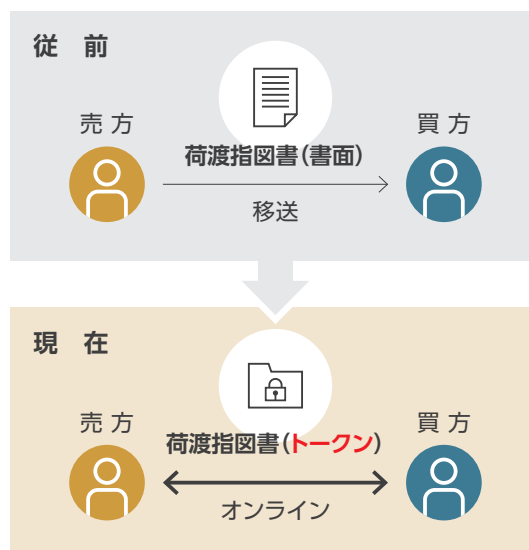 従 前
売 方
買 方
荷渡指図書(書面)
移送
現 在
売 方
買 方
荷渡指図書(トークン)
オンライン